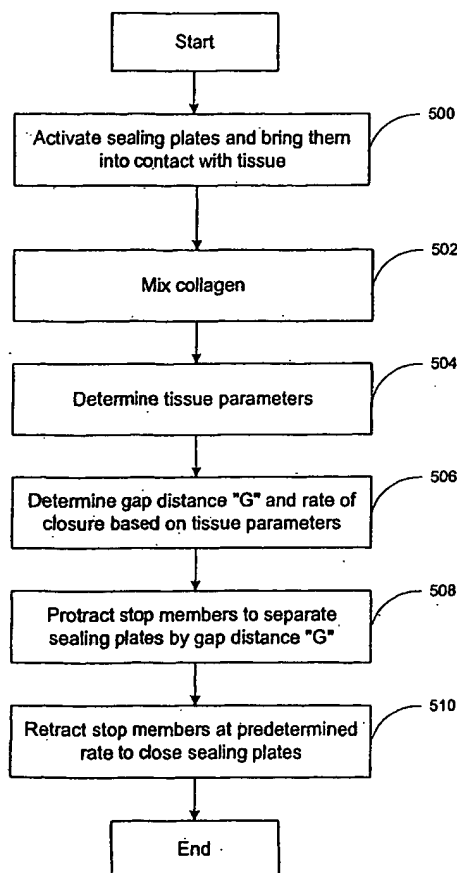 Start
500
Activate sealing plates and bring them
into contact with tissue
502
Mix collagen
504
Determine tissue parameters
506
Determine gap distance "G" and rate of
closure based on tissue parameters
508
Protract stop members to separate
sealing plates by gap distance "G"
510
Retract stop members at predetermined
rate to close sealing plates
End